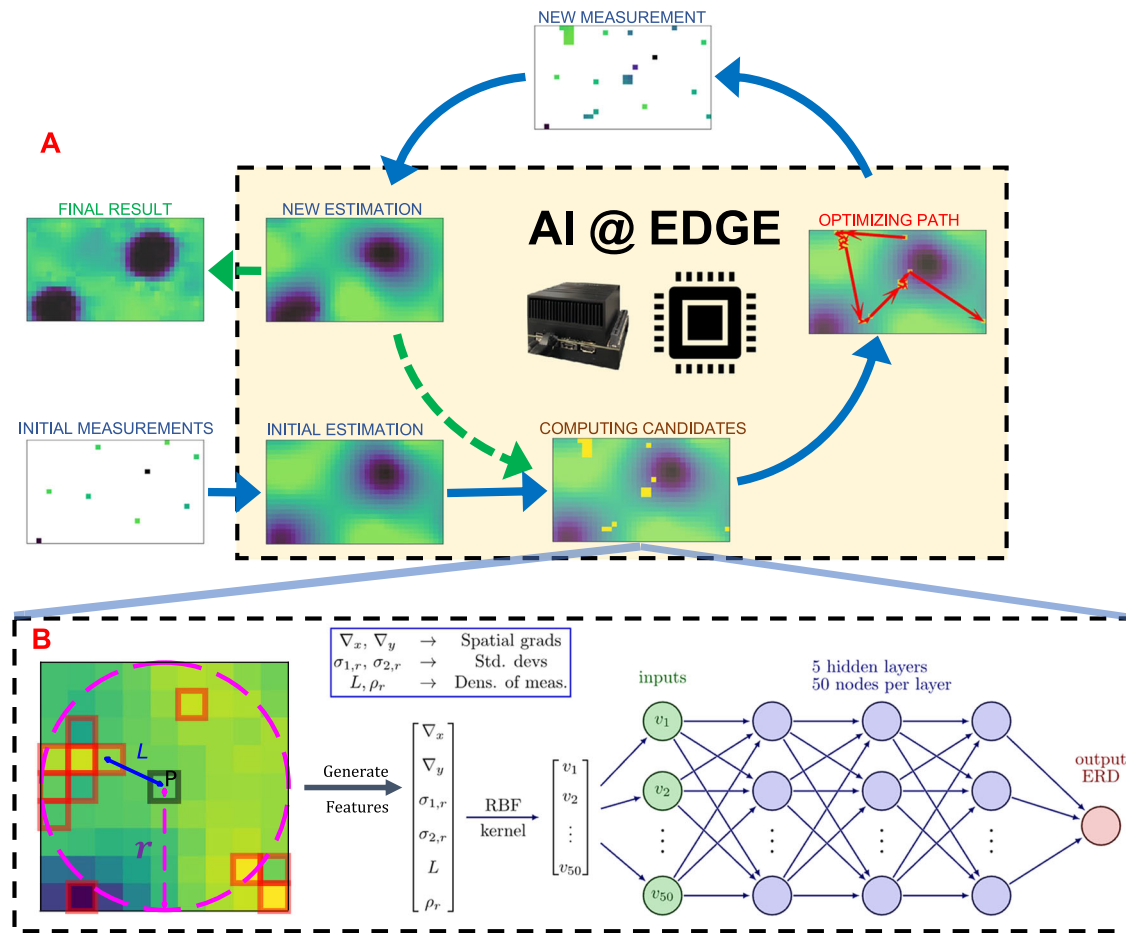 NEW MEASUREMENT
A
FINAL RESULT
NEW ESTIMATION
AI @ EDGE
OPTIMIZING PATH
INITIAL MEASUREMENTS
INITIAL ESTIMATION
COMPUTING CANDIDATES
B
∇x, ∇y → Spatial grads
σ1,r, σ2,r → Std. devs
L, ρr → Dens. of meas.
L
P
r
Generate
Features
∇x
∇y
σ1,r
σ2,r
L
ρr
RBF
kernel
v1
v2
⋮
v50
inputs
v1
v2
⋮
v50
5 hidden layers
50 nodes per layer
⋮
⋮
⋮
output
ERD